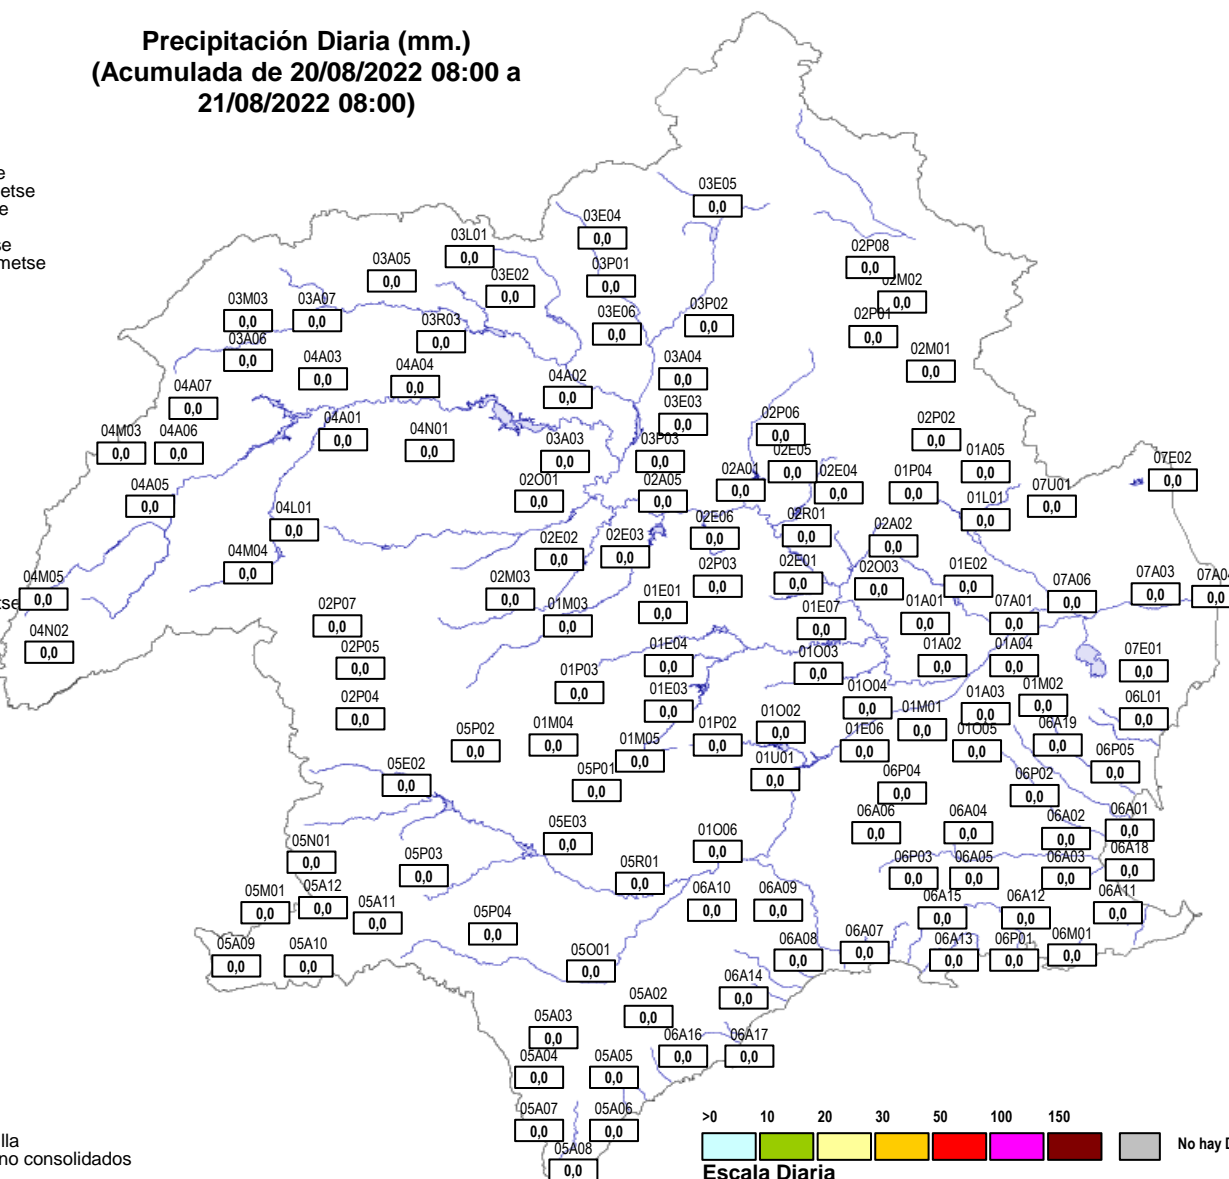 Precipitación Diaria (mm.)
(Acumulada de 20/08/2022 08:00 a
21/08/2022 08:00)
e
etse
e
se
metse
03E05
0,0
03E04
0,0
03L01
0,0
02P08
0,0
03A05
0,0
03P01
0,0
03E02
0,0
02M02
0,0
03M03
0,0
03A07
0,0
03P02
0,0
03R03
0,0
03E06
0,0
02P01
0,0
03A06
0,0
04A03
0,0
04A04
0,0
04A02
0,0
03A04
0,0
02M01
0,0
04A07
0,0
03E03
0,0
04A01
0,0
04N01
0,0
02P06
0,0
02P02
0,0
04M03
0,0
04A06
0,0
03A03
0,0
03P03
0,0
02E05
0,0
01A05
0,0
07E02
0,0
04A05
0,0
02O01
0,0
02A05
0,0
02A01
0,0
02E04
0,0
01P04
0,0
07U01
0,0
04L01
0,0
01L01
0,0
02E06
0,0
02R01
0,0
02A02
0,0
04M04
0,0
02E02
0,0
02E03
0,0
04M05
0,0
02M03
0,0
02P03
0,0
02E01
0,0
02O03
0,0
01E02
0,0
07A06
0,0
07A03
0,0
07A04
0,0
tse
02P07
0,0
01M03
0,0
01E01
0,0
01E07
0,0
01A01
0,0
07A01
0,0
04N02
0,0
02P05
0,0
01P03
0,0
01E04
0,0
01O03
0,0
01A02
0,0
01A04
0,0
07E01
0,0
02P04
0,0
01E03
0,0
01O04
0,0
01A03
0,0
01M02
0,0
06L01
0,0
05P02
0,0
01M04
0,0
01P02
0,0
01O02
0,0
01M01
0,0
01E06
0,0
01O05
0,0
06A19
0,0
01M05
0,0
05E02
0,0
05P01
0,0
01U01
0,0
06P04
0,0
06P02
0,0
06P05
0,0
05E03
0,0
01O06
0,0
06A06
0,0
06A04
0,0
06A02
0,0
06A01
0,0
05N01
0,0
05P03
0,0
05R01
0,0
06P03
0,0
06A05
0,0
06A03
0,0
06A18
0,0
05M01
0,0
05A12
0,0
05A11
0,0
06A10
0,0
06A09
0,0
06A15
0,0
06A12
0,0
06A11
0,0
05P04
0,0
05A09
0,0
05A10
0,0
05O01
0,0
06A08
0,0
06A07
0,0
06A13
0,0
06P01
0,0
06M01
0,0
06A14
0,0
05A02
0,0
05A03
0,0
06A16
0,0
06A17
0,0
05A04
0,0
05A05
0,0
05A07
0,0
05A06
0,0
05A08
0,0
lla
no consolidados
>0 10 20 30 50 100 150
No hay D
Escala Diaria